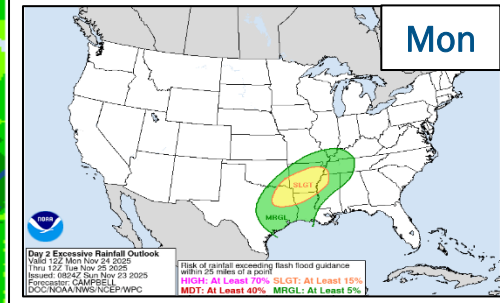 Mon
SLGT
MRGL
NOAA
Day 2 Excessive Rainfall Outlook
Valid 12Z Mon Nov 24 2025
Thru 12Z Tue Nov 25 2025
Issued: 0824Z Sun Nov 23 2025
Forecaster: CAMPBELL
DOC/NOAA/NWS/NCEP/WPC
Risk of rainfall exceeding flash flood guidance
within 25 miles of a point
HIGH: At Least 70% SLGT: At Least 15%
MDT: At Least 40% MRGL: At Least 5%